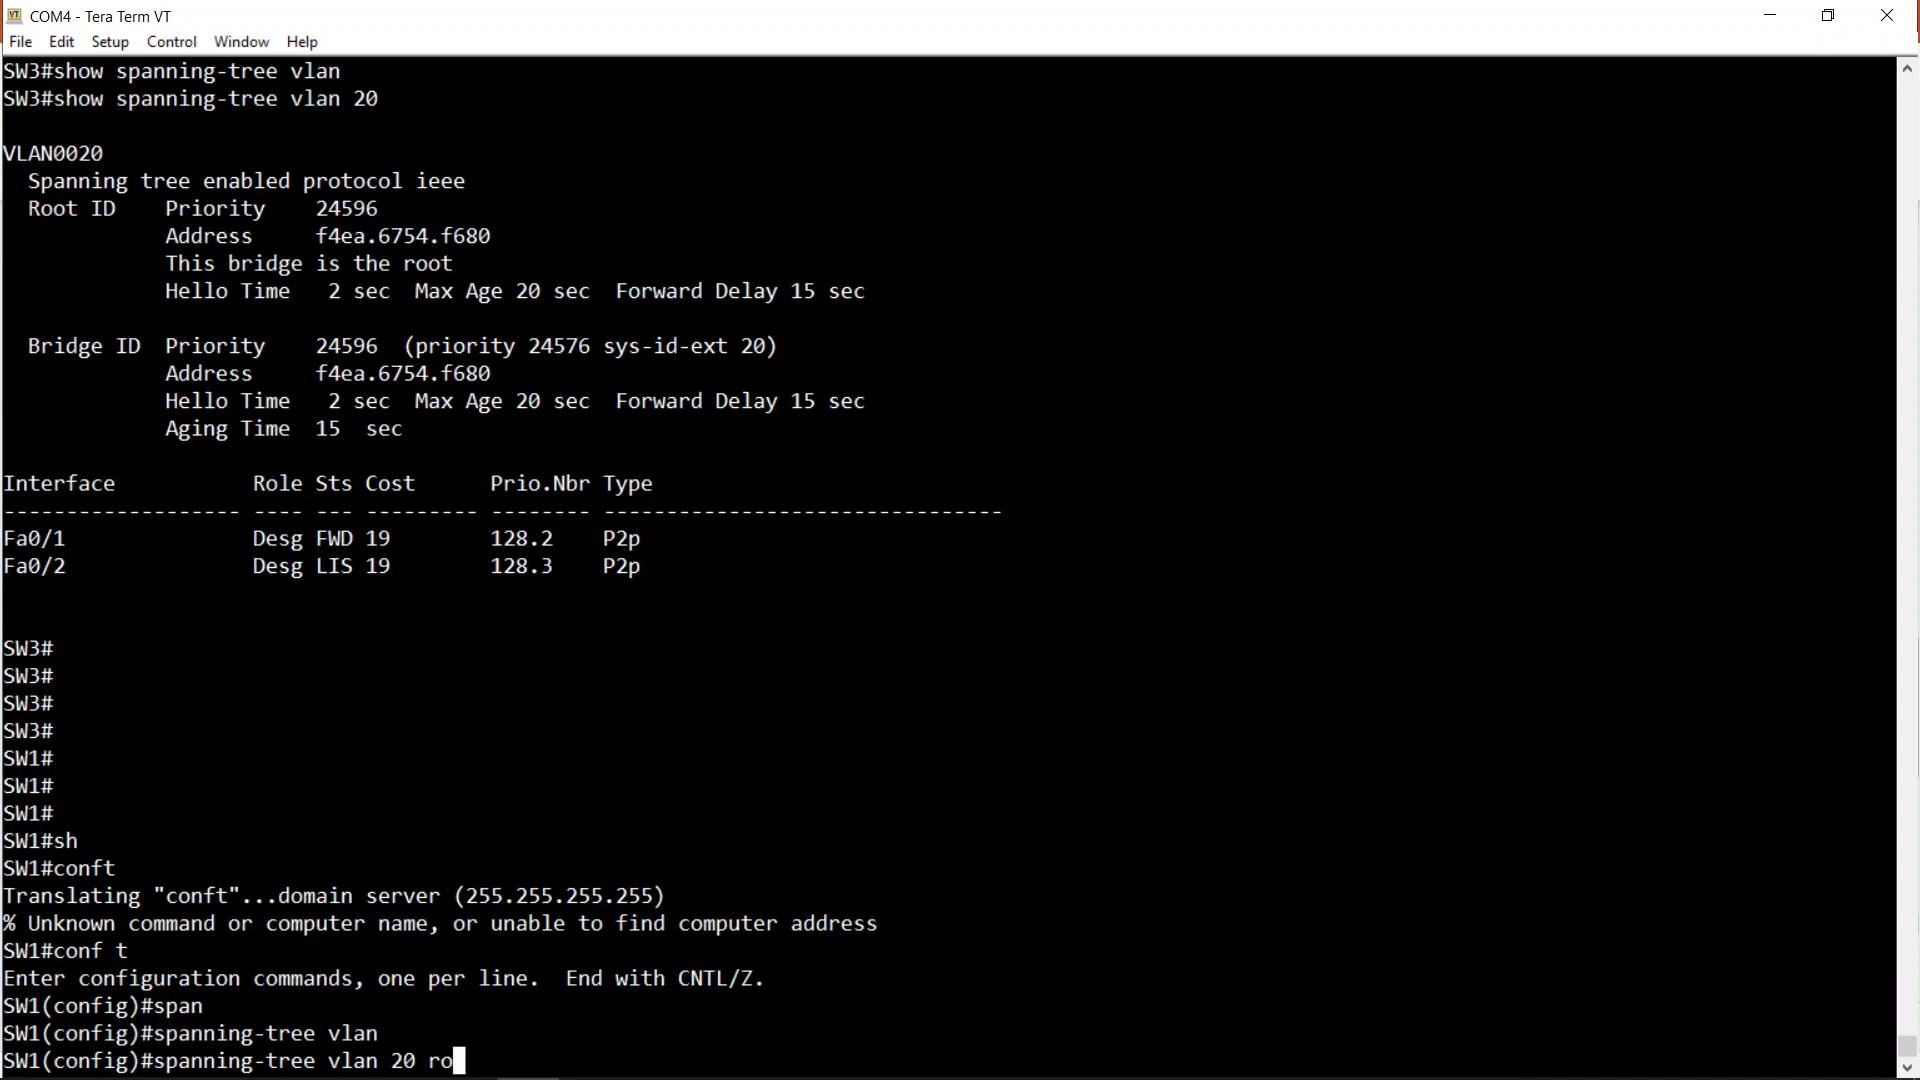 COM4 - Tera Term VT
File Edit Setup Control Window Help
SW3#show spanning-tree vlan
SW3#show spanning-tree vlan 20
VLAN0020
  Spanning tree enabled protocol ieee
  Root ID    Priority    24596
             Address     f4ea.6754.f680
             This bridge is the root
             Hello Time   2 sec  Max Age 20 sec  Forward Delay 15 sec
  Bridge ID  Priority    24596  (priority 24576 sys-id-ext 20)
             Address     f4ea.6754.f680
             Hello Time   2 sec  Max Age 20 sec  Forward Delay 15 sec
             Aging Time  15  sec
Interface           Role Sts Cost      Prio.Nbr Type
------------------- ---- --- --------- -------- --------------------------------
Fa0/1               Desg FWD 19        128.2    P2p
Fa0/2               Desg LIS 19        128.3    P2p
SW3#
SW3#
SW3#
SW3#
SW1#
SW1#
SW1#
SW1#sh
SW1#conft
Translating "conft"...domain server (255.255.255.255)
% Unknown command or computer name, or unable to find computer address
SW1#conf t
Enter configuration commands, one per line.  End with CNTL/Z.
SW1(config)#span
SW1(config)#spanning-tree vlan
SW1(config)#spanning-tree vlan 20 ro